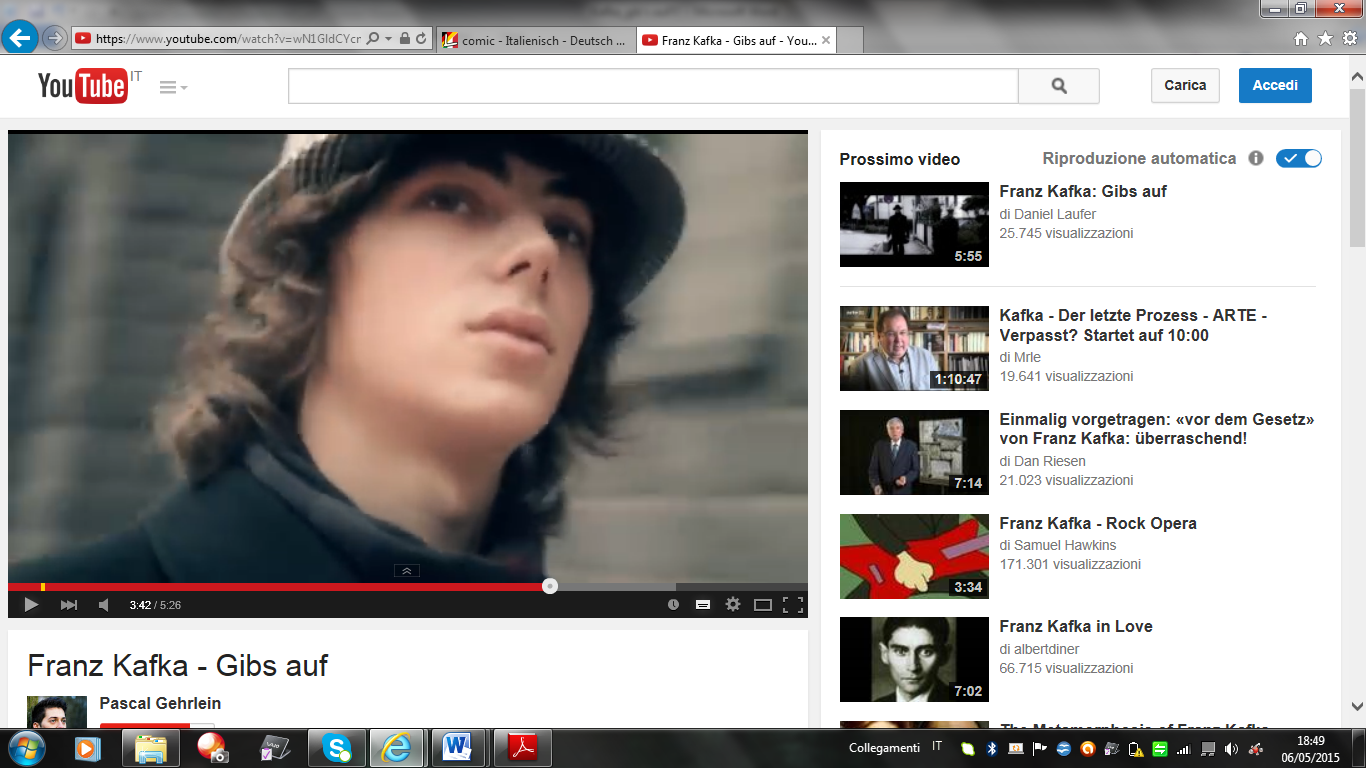 https://www.youtube.com/watch?v=wN1GldCYcr
comic - Italienisch - Deutsch ...
Franz Kafka - Gibs auf - You...
YouTube IT
Carica
Accedi
3:42 / 5:26
Franz Kafka - Gibs auf
Pascal Gehrlein
Prossimo video
Riproduzione automatica
Franz Kafka: Gibs auf
di Daniel Laufer
25.745 visualizzazioni
5:55
Kafka - Der letzte Prozess - ARTE -
Verpasst? Startet auf 10:00
di Mrle
19.641 visualizzazioni
1:10:47
Einmalig vorgetragen: «vor dem Gesetz»
von Franz Kafka: überraschend!
di Dan Riesen
21.023 visualizzazioni
7:14
Franz Kafka - Rock Opera
di Samuel Hawkins
171.301 visualizzazioni
3:34
Franz Kafka in Love
di albertdiner
66.715 visualizzazioni
7:02
The Metamorphosis of Franz Kafka
Collegamenti
IT
18:49
06/05/2015